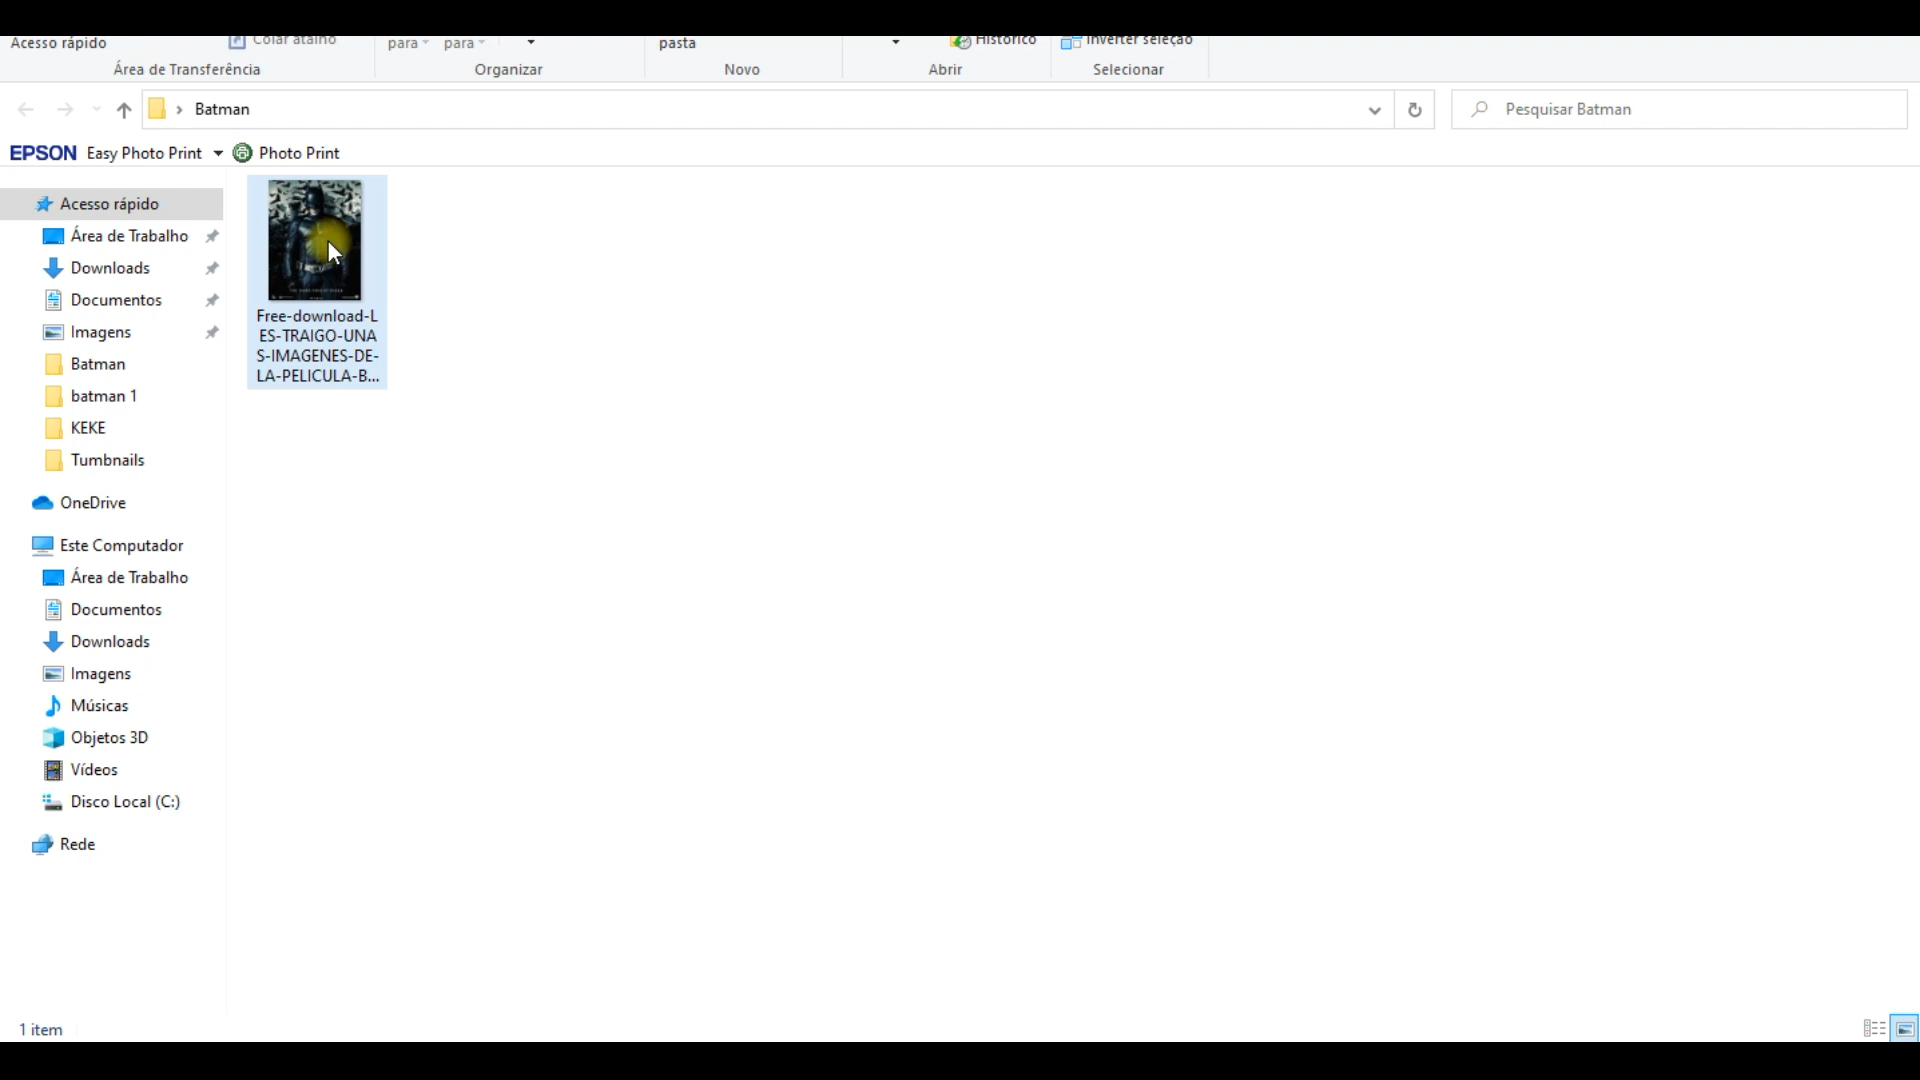 Acesso rápido
Colar atalho
para
para
pasta
Histórico
Inverter seleção
Área de Transferência
Organizar
Novo
Abrir
Selecionar
Batman
Pesquisar Batman
EPSON Easy Photo Print
Photo Print
Acesso rápido
Área de Trabalho
Downloads
Documentos
Imagens
Batman
batman 1
KEKE
Tumbnails
OneDrive
Este Computador
Área de Trabalho
Documentos
Downloads
Imagens
Músicas
Objetos 3D
Vídeos
Disco Local (C:)
Rede
Free-download-L
ES-TRAIGO-UNA
S-IMAGENES-DE-
LA-PELICULA-B...
1 item